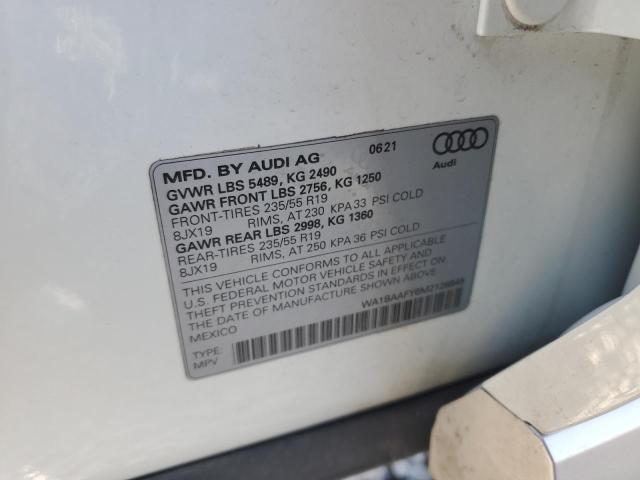 MFD. BY AUDI AG 0621
GVWR LBS 5489, KG 2490
GAWR FRONT LBS 2756, KG 1250
FRONT-TIRES 235/55 R19
8JX19 RIMS, AT 230 KPA 33 PSI COLD
GAWR REAR LBS 2998, KG 1360
REAR-TIRES 235/55 R19
8JX19 RIMS, AT 250 KPA 36 PSI COLD
Audi
THIS VEHICLE CONFORMS TO ALL APPLICABLE
U.S. FEDERAL MOTOR VEHICLE SAFETY AND
THEFT PREVENTION STANDARDS IN EFFECT ON
THE DATE OF MANUFACTURE SHOWN ABOVE
MEXICO
TYPE:
MPV